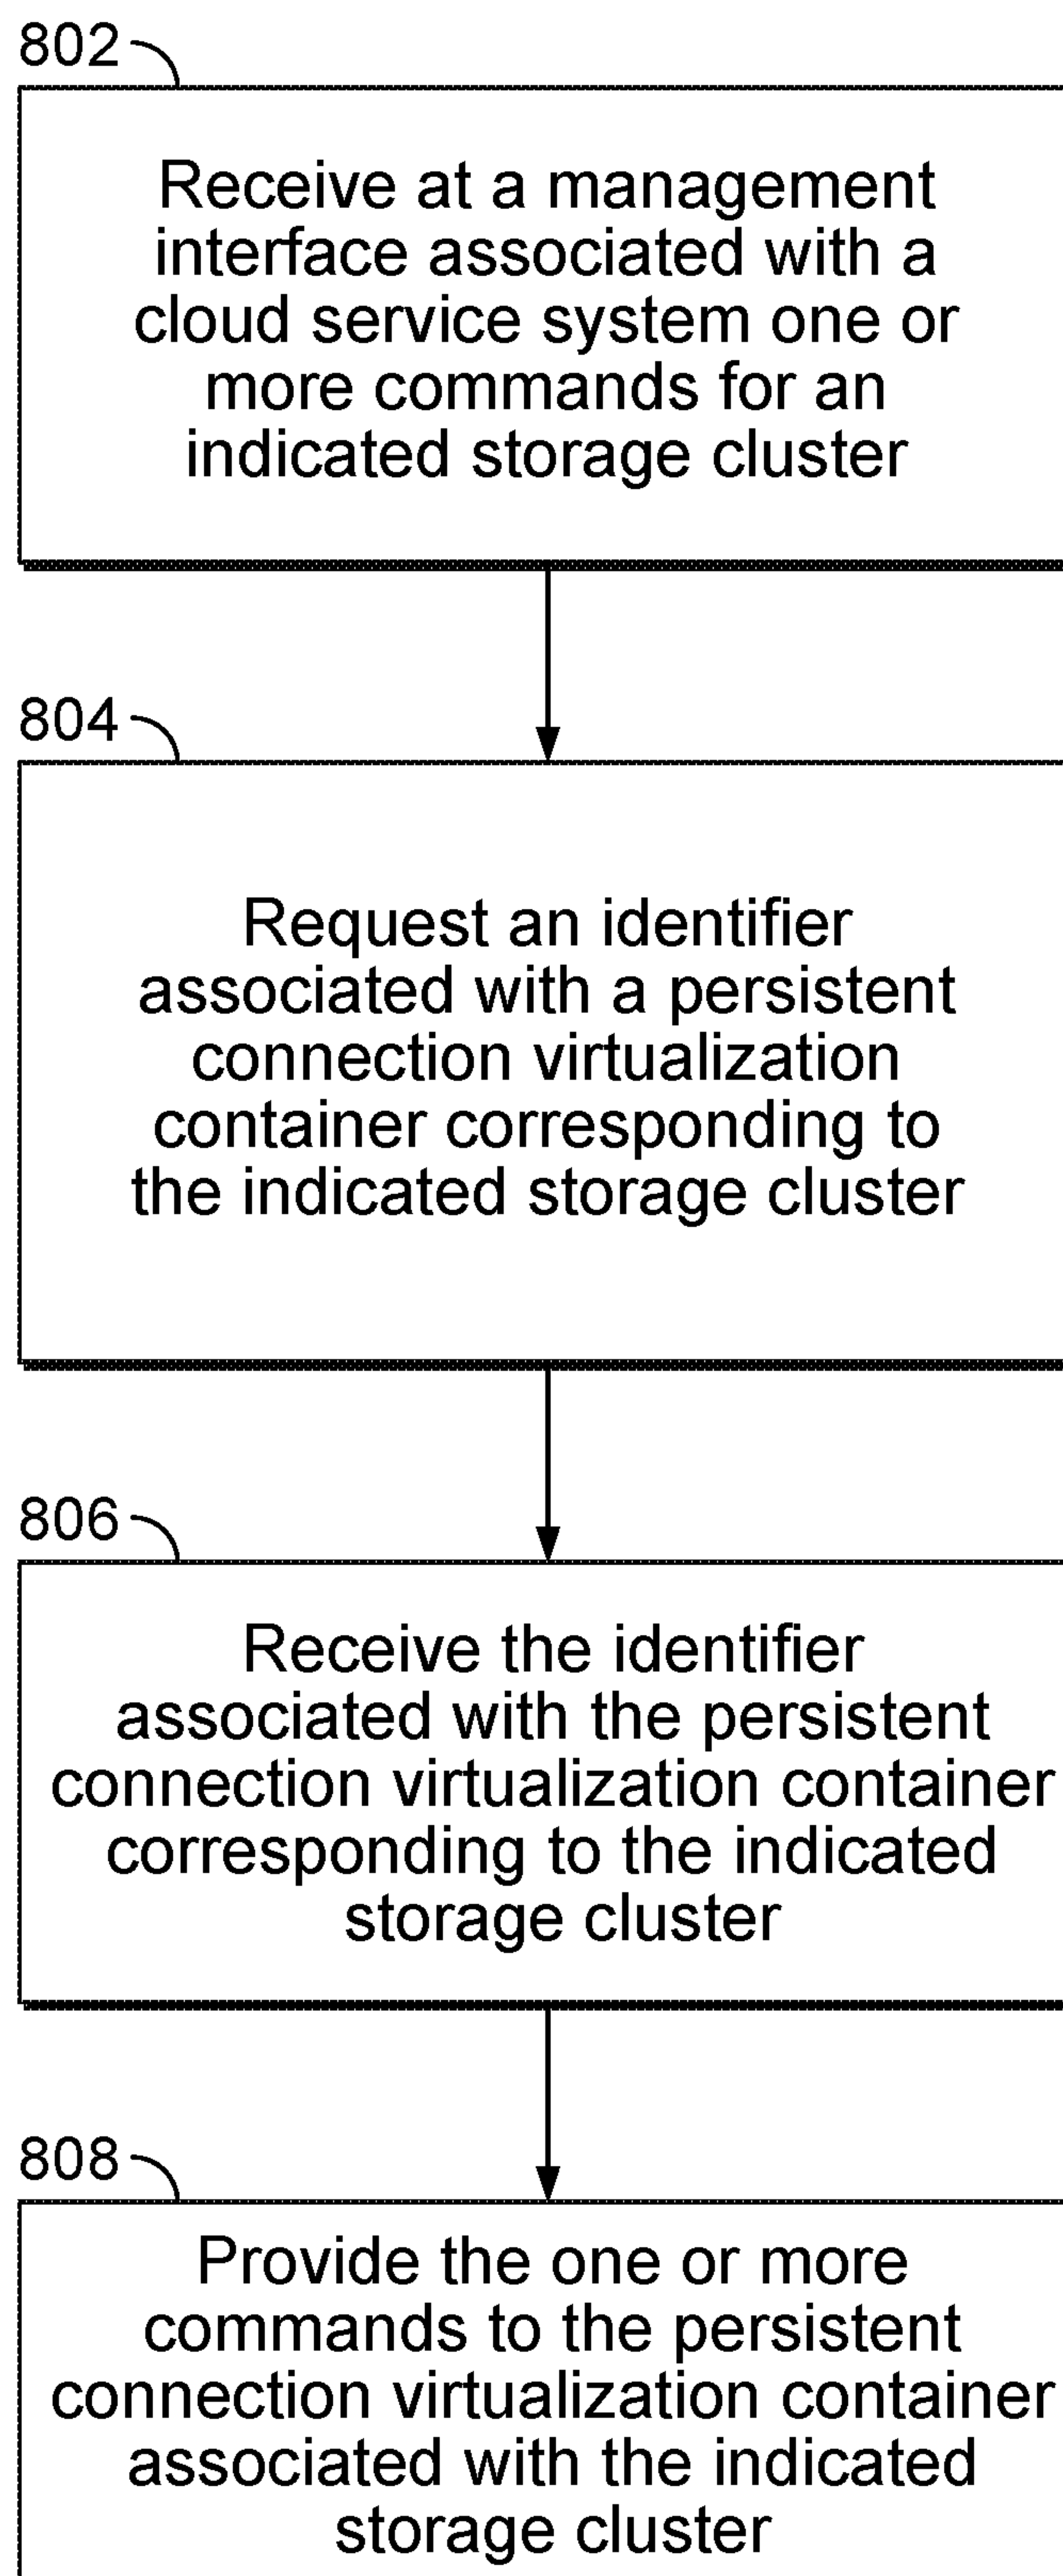 802
Receive at a management
interface associated with a
cloud service system one or
more commands for an
indicated storage cluster
804
Request an identifier
associated with a persistent
connection virtualization
container corresponding to
the indicated storage cluster
806
Receive the identifier
associated with the persistent
connection virtualization container
corresponding to the indicated
storage cluster
808
Provide the one or more
commands to the persistent
connection virtualization container
associated with the indicated
storage cluster